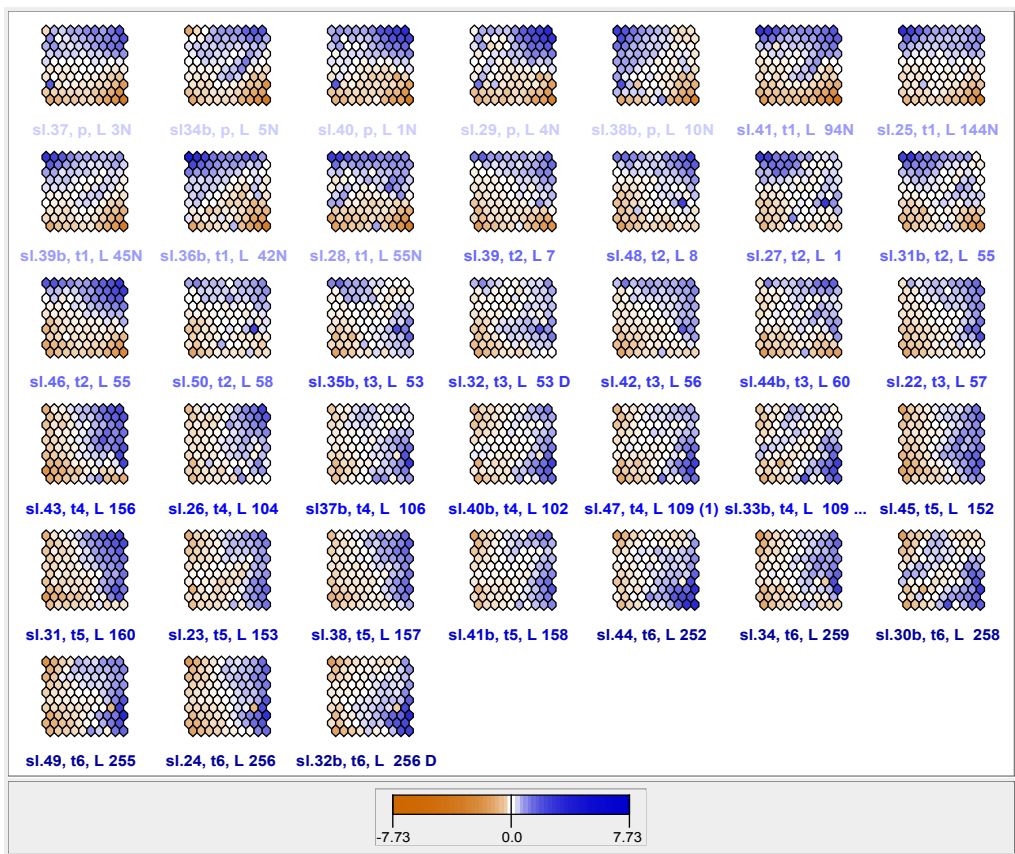 sl.37, p, L 3N sl34b, p, L 5N sl.40, p, L 1N sl.29, p, L 4N sl.38b, p, L 10N sl.41, t1, L 94N sl.25, t1, L 144N
sl.39b, t1, L 45N sl.36b, t1, L 42N sl.28, t1, L 55N sl.39, t2, L 7 sl.48, t2, L 8 sl.27, t2, L 1 sl.31b, t2, L 55
sl.46, t2, L 55 sl.50, t2, L 58 sl.35b, t3, L 53 sl.32, t3, L 53 D sl.42, t3, L 56 sl.44b, t3, L 60 sl.22, t3, L 57
sl.43, t4, L 156 sl.26, t4, L 104 sl37b, t4, L 106 sl.40b, t4, L 102 sl.47, t4, L 109 (1) sl.33b, t4, L 109 ... sl.45, t5, L 152
sl.31, t5, L 160 sl.23, t5, L 153 sl.38, t5, L 157 sl.41b, t5, L 158 sl.44, t6, L 252 sl.34, t6, L 259 sl.30b, t6, L 258
sl.49, t6, L 255 sl.24, t6, L 256 sl.32b, t6, L 256 D
-7.73 0.0 7.73